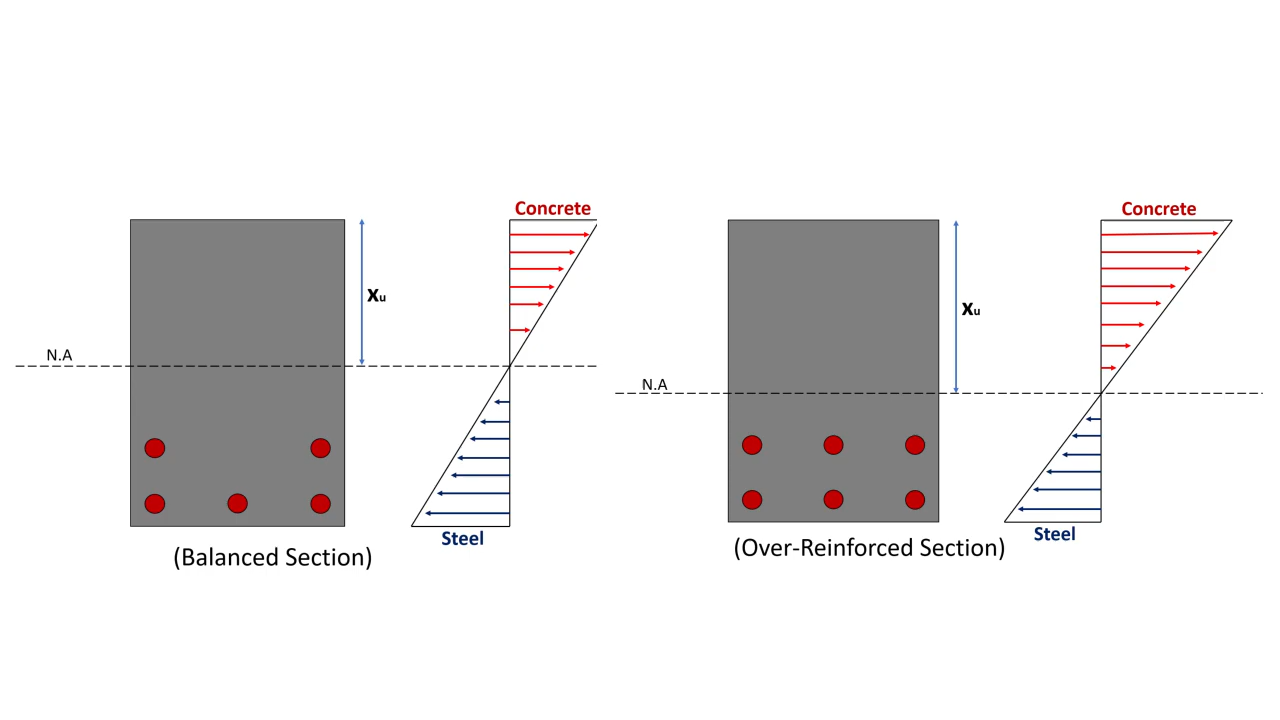 Concrete
Xu
N.A
Steel
(Balanced Section)
Concrete
Xu
N.A
Steel
(Over-Reinforced Section)